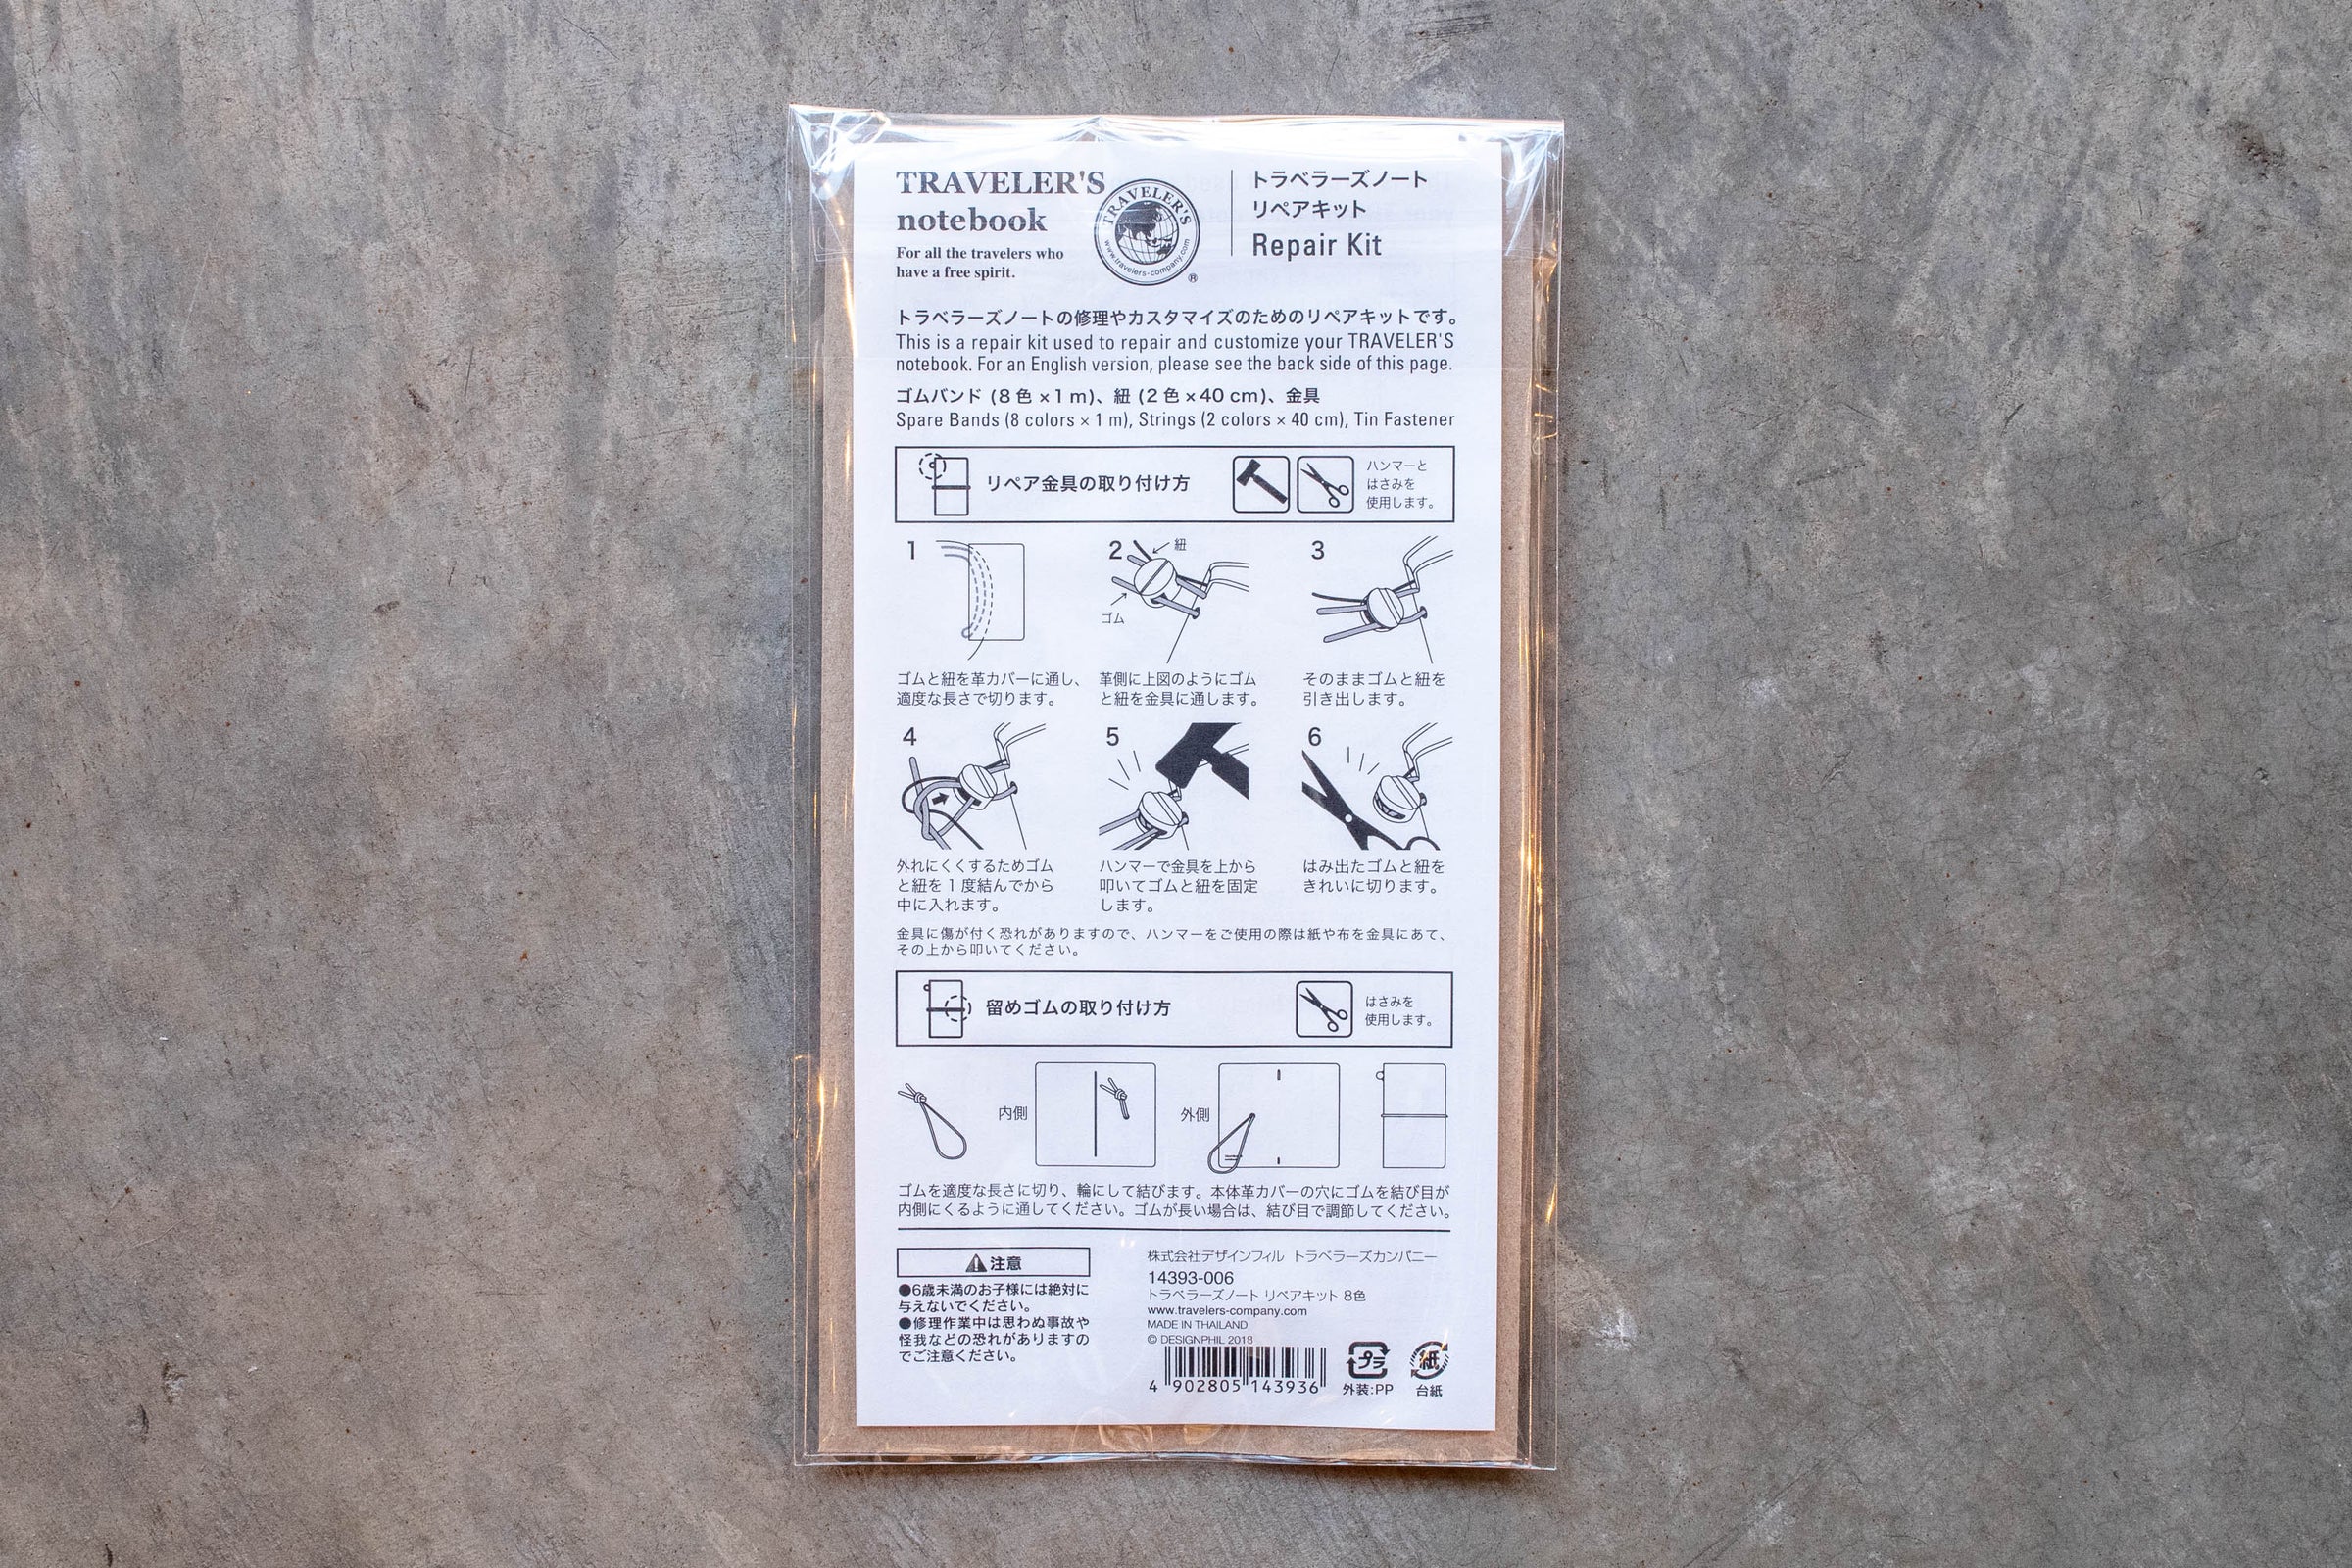 TRAVELER'S
notebook
For all the travelers who
have a free spirit.
TRAVELER'S
www.travelers-company.com
®
トラベラーズノート
リペアキット
Repair Kit
トラベラーズノートの修理やカスタマイズのためのリペアキットです。
This is a repair kit used to repair and customize your TRAVELER'S
notebook. For an English version, please see the back side of this page.
ゴムバンド (8 色 ×1 m)、紐 (2 色 ×40 cm)、金具
Spare Bands (8 colors × 1 m), Strings (2 colors × 40 cm), Tin Fastener
リペア金具の取り付け方
ハンマーと
はさみを
使用します。
1
ゴムと紐を革カバーに通し、
適度な長さで切ります。
2
紐
ゴム
革側に上図のようにゴム
と紐を金具に通します。
3
そのままゴムと紐を
引き出します。
4
外れにくくするためゴム
と紐を 1 度結んでから
中に入れます。
5
ハンマーで金具を上から
叩いてゴムと紐を固定
します。
6
はみ出たゴムと紐を
きれいに切ります。
金具に傷が付く恐れがありますので、ハンマーをご使用の際は紙や布を金具にあて、
その上から叩いてください。
留めゴムの取り付け方
はさみを
使用します。
内側
外側
ゴムを適度な長さに切り、輪にして結びます。本体革カバーの穴にゴムを結び目が
内側にくるように通してください。ゴムが長い場合は、結び目で調節してください。
注意
●6歳未満のお子様には絶対に
与えないでください。
●修理作業中は思わぬ事故や
怪我などの恐れがありますの
でご注意ください。
株式会社デザインフィル トラベラーズカンパニー
14393-006
トラベラーズノート リペアキット 8色
www.travelers-company.com
MADE IN THAILAND
© DESIGNPHIL 2018
4 902805 143936
プラ
外装:PP
紙
台紙